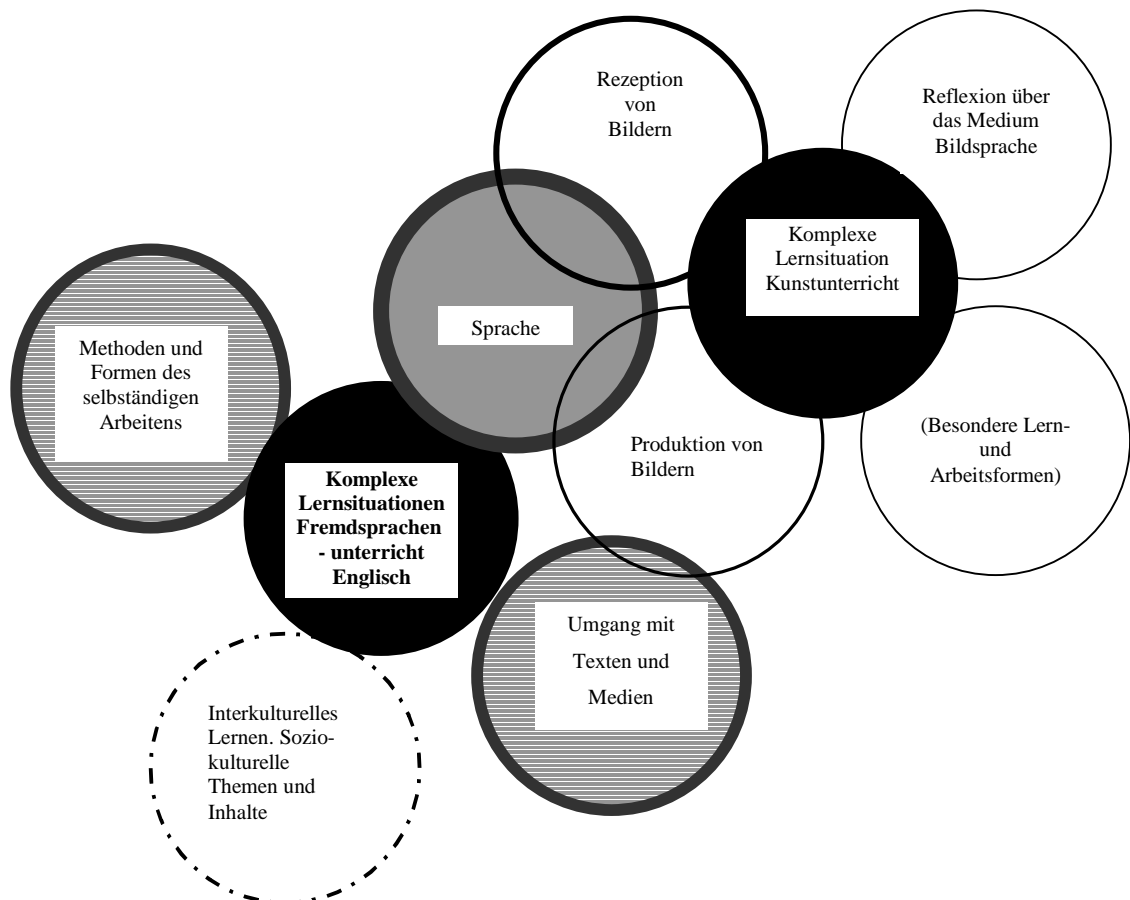 Rezeption
von
Bildern
Reflexion über
das Medium
Bildsprache
Komplexe
Lernsituation
Kunstunterricht
Sprache
Methoden und
Formen des
selbständigen
Arbeitens
(Besondere Lern-
und
Arbeitsformen)
Produktion von
Bildern
Komplexe
Lernsituationen
Fremdsprachen
- unterricht
Englisch
Umgang mit
Texten und
Medien
Interkulturelles
Lernen. Sozio-
kulturelle
Themen und
Inhalte